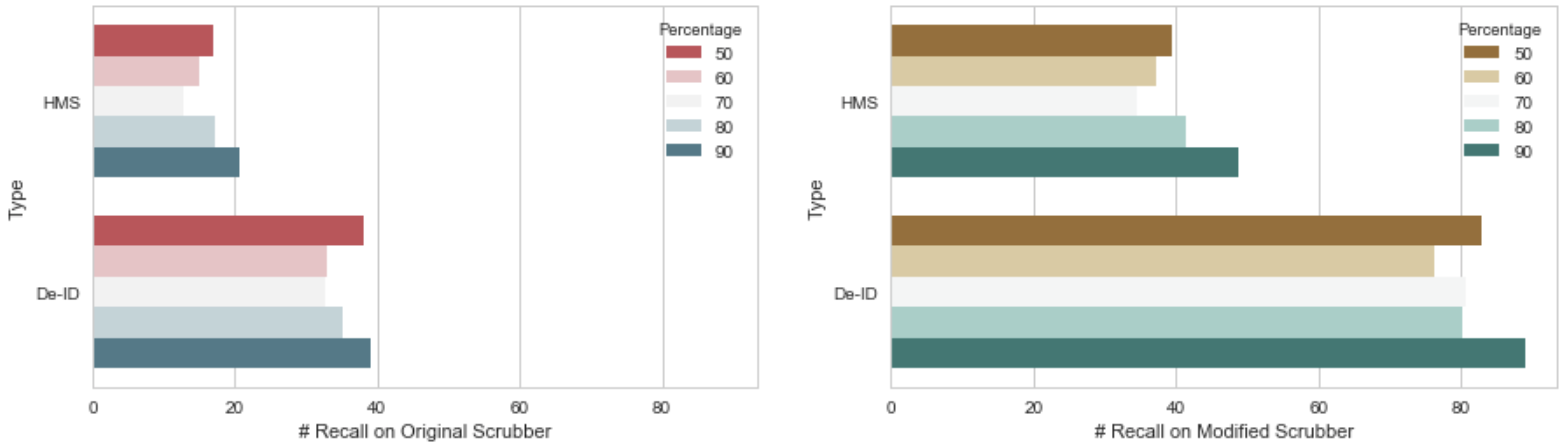 Percentage
50
60
70
80
90
HMS
De-ID
Type
0 20 40 60 80
# Recall on Original Scrubber
Percentage
50
60
70
80
90
HMS
De-ID
Type
0 20 40 60 80
# Recall on Modified Scrubber